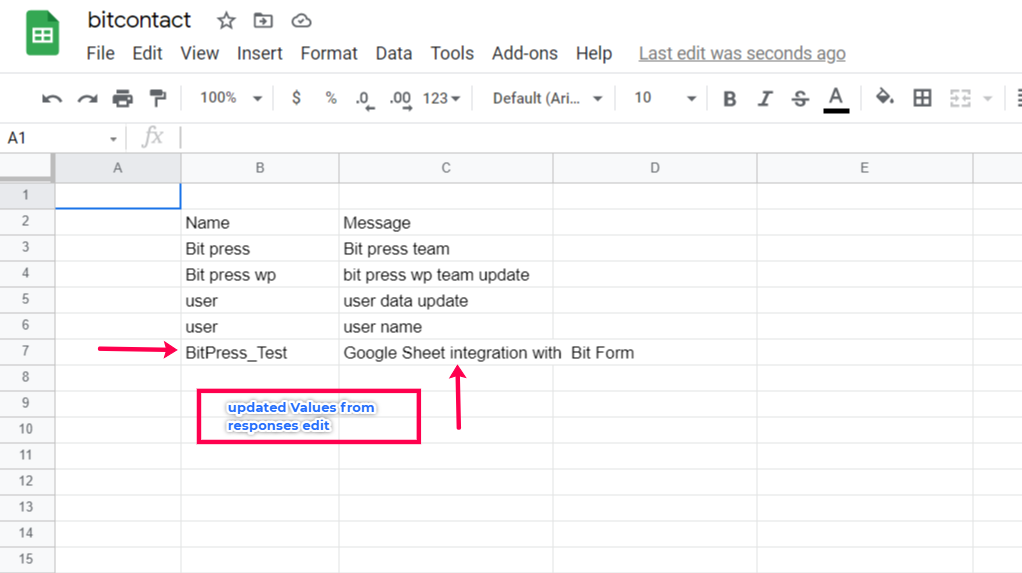 bitcontact
File Edit View Insert Format Data Tools Add-ons Help Last edit was seconds ago
100% $ % .0 .00 123 Default (Ari... 10 B I S A
A1 fx
A B C D E
1
2 Name Message
3 Bit press Bit press team
4 Bit press wp bit press wp team update
5 user user data update
6 user user name
7 BitPress_Test Google Sheet integration with Bit Form
8
9 updated Values from
10 responses edit
11
12
13
14
15